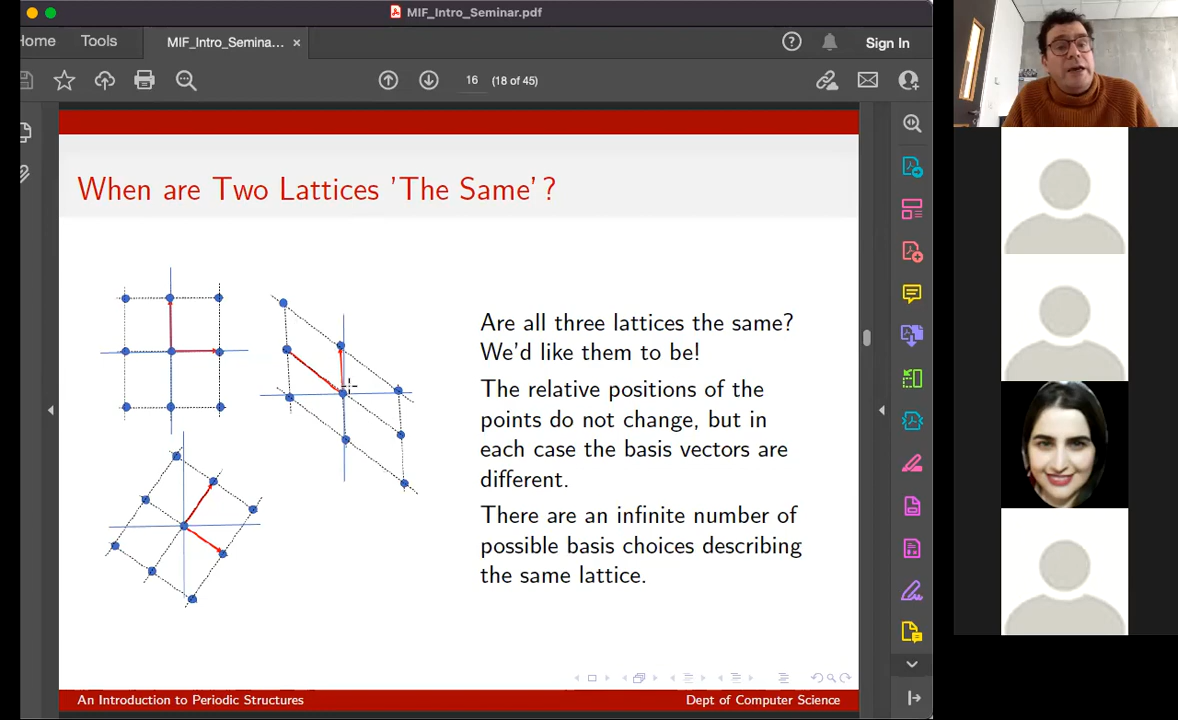 MIF_Intro_Seminar.pdf
Home
Tools
MIF_Intro_Semina... ×
Sign In
16 (18 of 45)
When are Two Lattices 'The Same'?
Are all three lattices the same?
We'd like them to be!
The relative positions of the
points do not change, but in
each case the basis vectors are
different.
There are an infinite number of
possible basis choices describing
the same lattice.
An Introduction to Periodic Structures
Dept of Computer Science